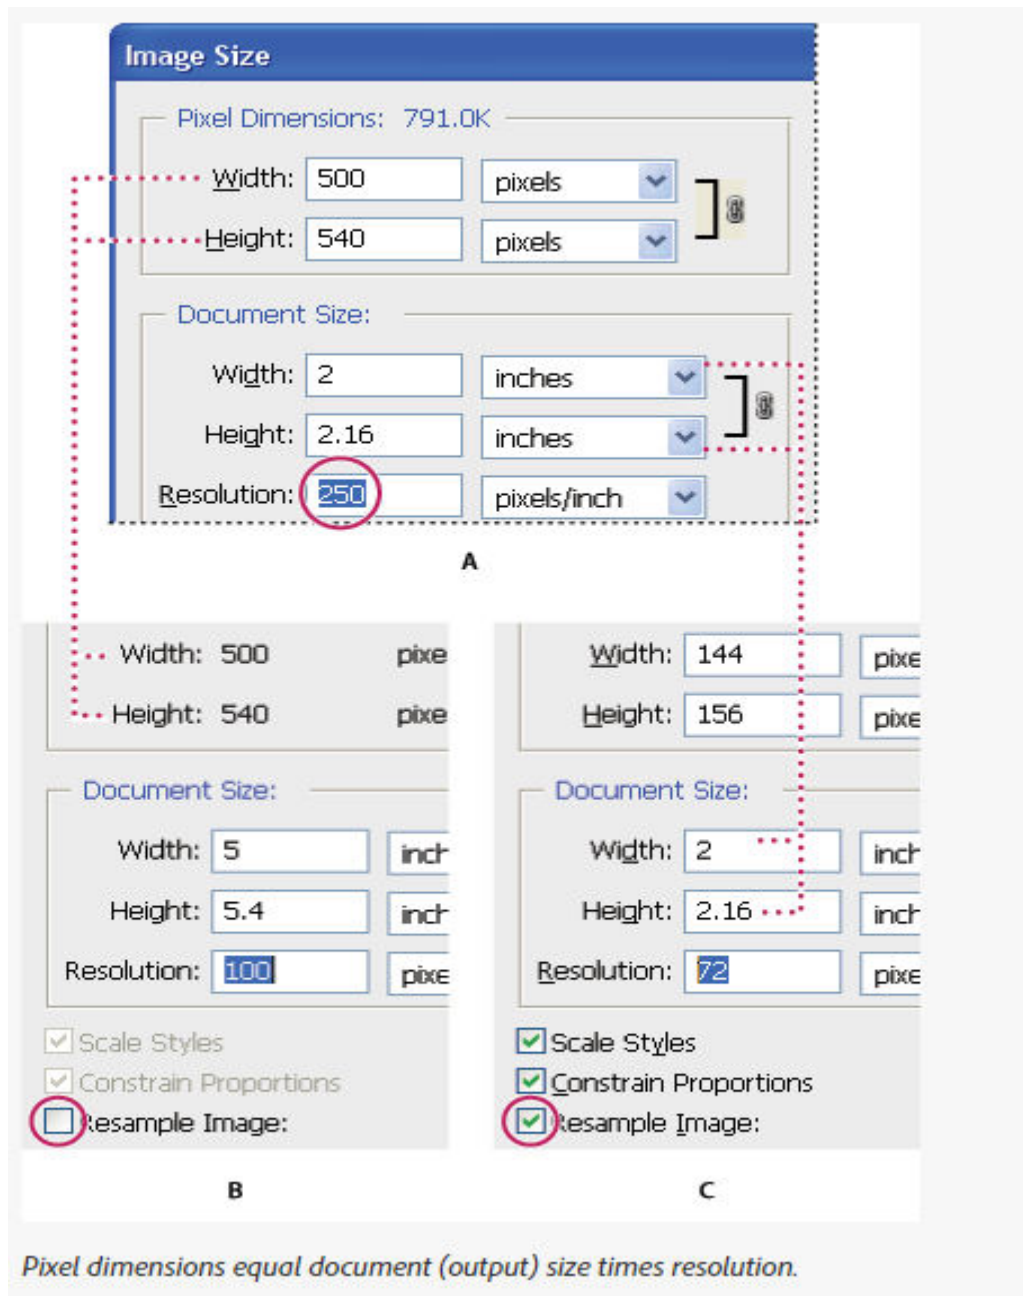 Image Size
Pixel Dimensions: 791.0K
Width: 500 pixels
Height: 540 pixels
Document Size:
Width: 2 inches
Height: 2.16 inches
Resolution: 250 pixels/inch
A
Width: 500 pixe
Height: 540 pixe
Document Size:
Width: 5 inch
Height: 5.4 inch
Resolution: 100 pixe
Scale Styles
Constrain Proportions
Resample Image:
B
Width: 144 pixe
Height: 156 pixe
Document Size:
Width: 2 inch
Height: 2.16 inch
Resolution: 72 pixe
Scale Styles
Constrain Proportions
Resample Image:
C
Pixel dimensions equal document (output) size times resolution.